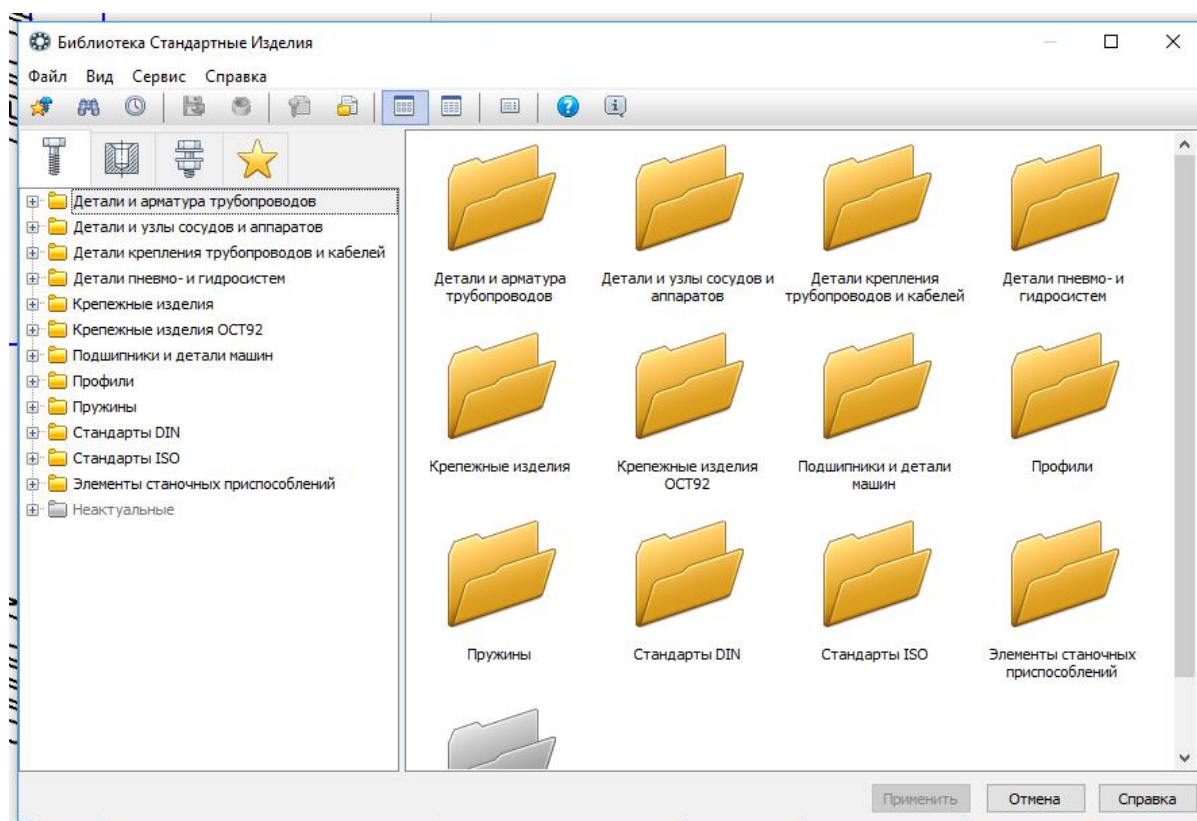 Библиотека Стандартные Изделия
Файл Вид Сервис Справка
Детали и арматура трубопроводов
Детали и узлы сосудов и аппаратов
Детали крепления трубопроводов и кабелей
Детали пневмо- и гидросистем
Крепежные изделия
Крепежные изделия ОСТ92
Подшипники и детали машин
Профили
Пружины
Стандарты DIN
Стандарты ISO
Элементы станочных приспособлений
Неактуальные
Детали и арматура
трубопроводов
Детали и узлы сосудов и
аппаратов
Детали крепления
трубопроводов и кабелей
Детали пневмо- и
гидросистем
Крепежные изделия
Крепежные изделия
ОСТ92
Подшипники и детали
машин
Профили
Пружины
Стандарты DIN
Стандарты ISO
Элементы станочных
приспособлений
Применить Отмена Справка